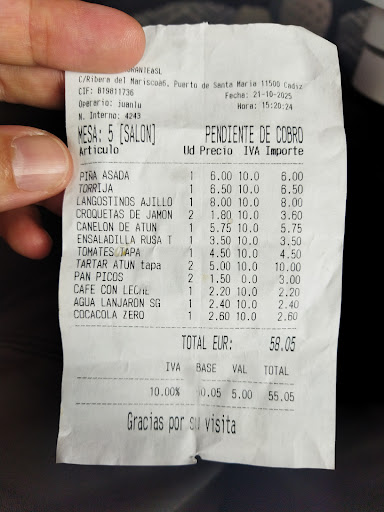 RANTEASL
C/Ribera del Mariscoa6, Puerto de Santa Maria 11500 Cadiz
CIF: B19811736 Fecha: 21-10-2025
Operario: juanlu Hora: 15:20:24
N. Interno: 4243
MESA: 5 [SALON] PENDIENTE DE COBRO
Articulo Ud Precio IVA Importe
PIÑA ASADA 1 6.00 10.0 6.00
TORRIJA 1 6.50 10.0 6.50
LANGOSTINOS AJILLO 1 8.00 10.0 8.00
CROQUETAS DE JAMON 2 1.80 10.0 3.60
CANELON DE ATUN 1 5.75 10.0 5.75
ENSALADILLA RUSA T 1 3.50 10.0 3.50
TOMATES TAPA 1 4.50 10.0 4.50
TARTAR ATUN tapa 2 5.00 10.0 10.00
PAN PICOS 2 1.50 0.0 3.00
CAFE CON LECHE 1 2.20 10.0 2.20
AGUA LANJARON SG 1 2.40 10.0 2.40
COCACOLA ZERO 1 2.60 10.0 2.60
TOTAL EUR: 58.05
IVA BASE VAL TOTAL
10.00% 0.05 5.00 55.05
Gracias por su visita